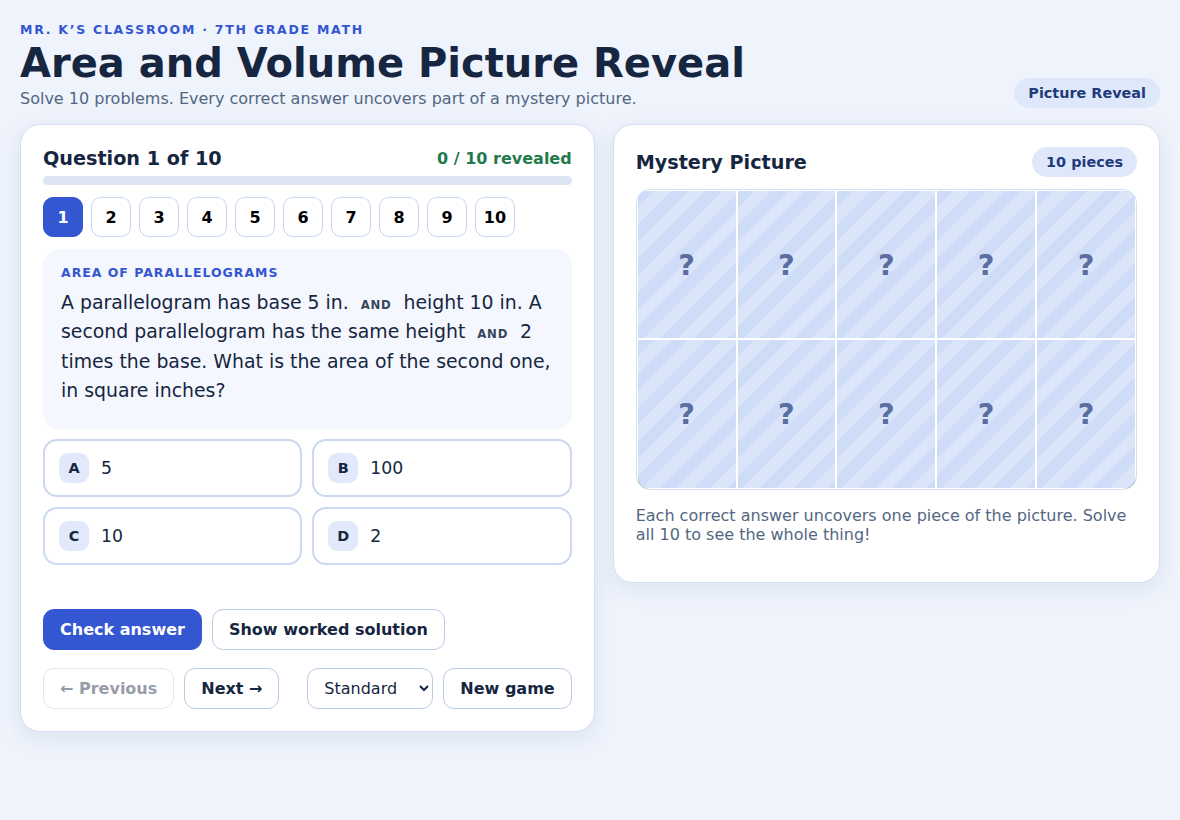 MR. K’S CLASSROOM · 7TH GRADE MATH
Area and Volume Picture Reveal
Solve 10 problems. Every correct answer uncovers part of a mystery picture.
Picture Reveal
Question 1 of 10
0 / 10 revealed
1 2 3 4 5 6 7 8 9 10
AREA OF PARALLELOGRAMS
A parallelogram has base 5 in. AND height 10 in. A
second parallelogram has the same height AND 2
times the base. What is the area of the second one,
in square inches?
A 5
B 100
C 10
D 2
Check answer
Show worked solution
← Previous
Next →
Standard
New game
Mystery Picture
10 pieces
? ? ? ? ?
? ? ? ? ?
Each correct answer uncovers one piece of the picture. Solve
all 10 to see the whole thing!